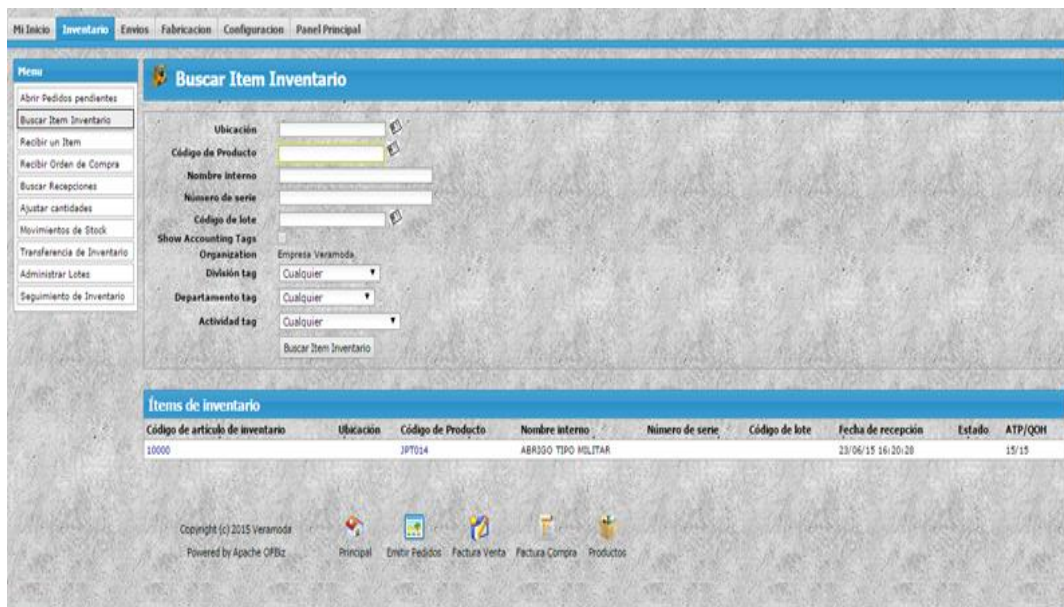 Mi Inicio Inventario Envios Fabricacion Configuracion Panel Principal
Menu
Abrir Pedidos pendientes
Buscar Item Inventario
Recibir un Item
Recibir Orden de Compra
Buscar Recepciones
Ajustar cantidades
Movimientos de Stock
Transferencia de Inventario
Administrar Lotes
Seguimiento de Inventario
Buscar Item Inventario
Ubicación
Código de Producto
Nombre interno
Número de serie
Código de lote
Show Accounting Tags
Organization Empresa Veramoda
División tag Cualquier
Departamento tag Cualquier
Actividad tag Cualquier
Buscar Item Inventario
Ítems de inventario
Código de artículo de inventario Ubicación Código de Producto Nombre interno Número de serie Código de lote Fecha de recepción Estado ATP/QOH
10000 JPT014 ABRIGO TIPO MILITAR 23/06/15 16:20:28 15/15
Copyright (c) 2015 Veramoda
Powered by Apache OFBiz
Principal Emitir Pedidos Factura Venta Factura Compra Productos